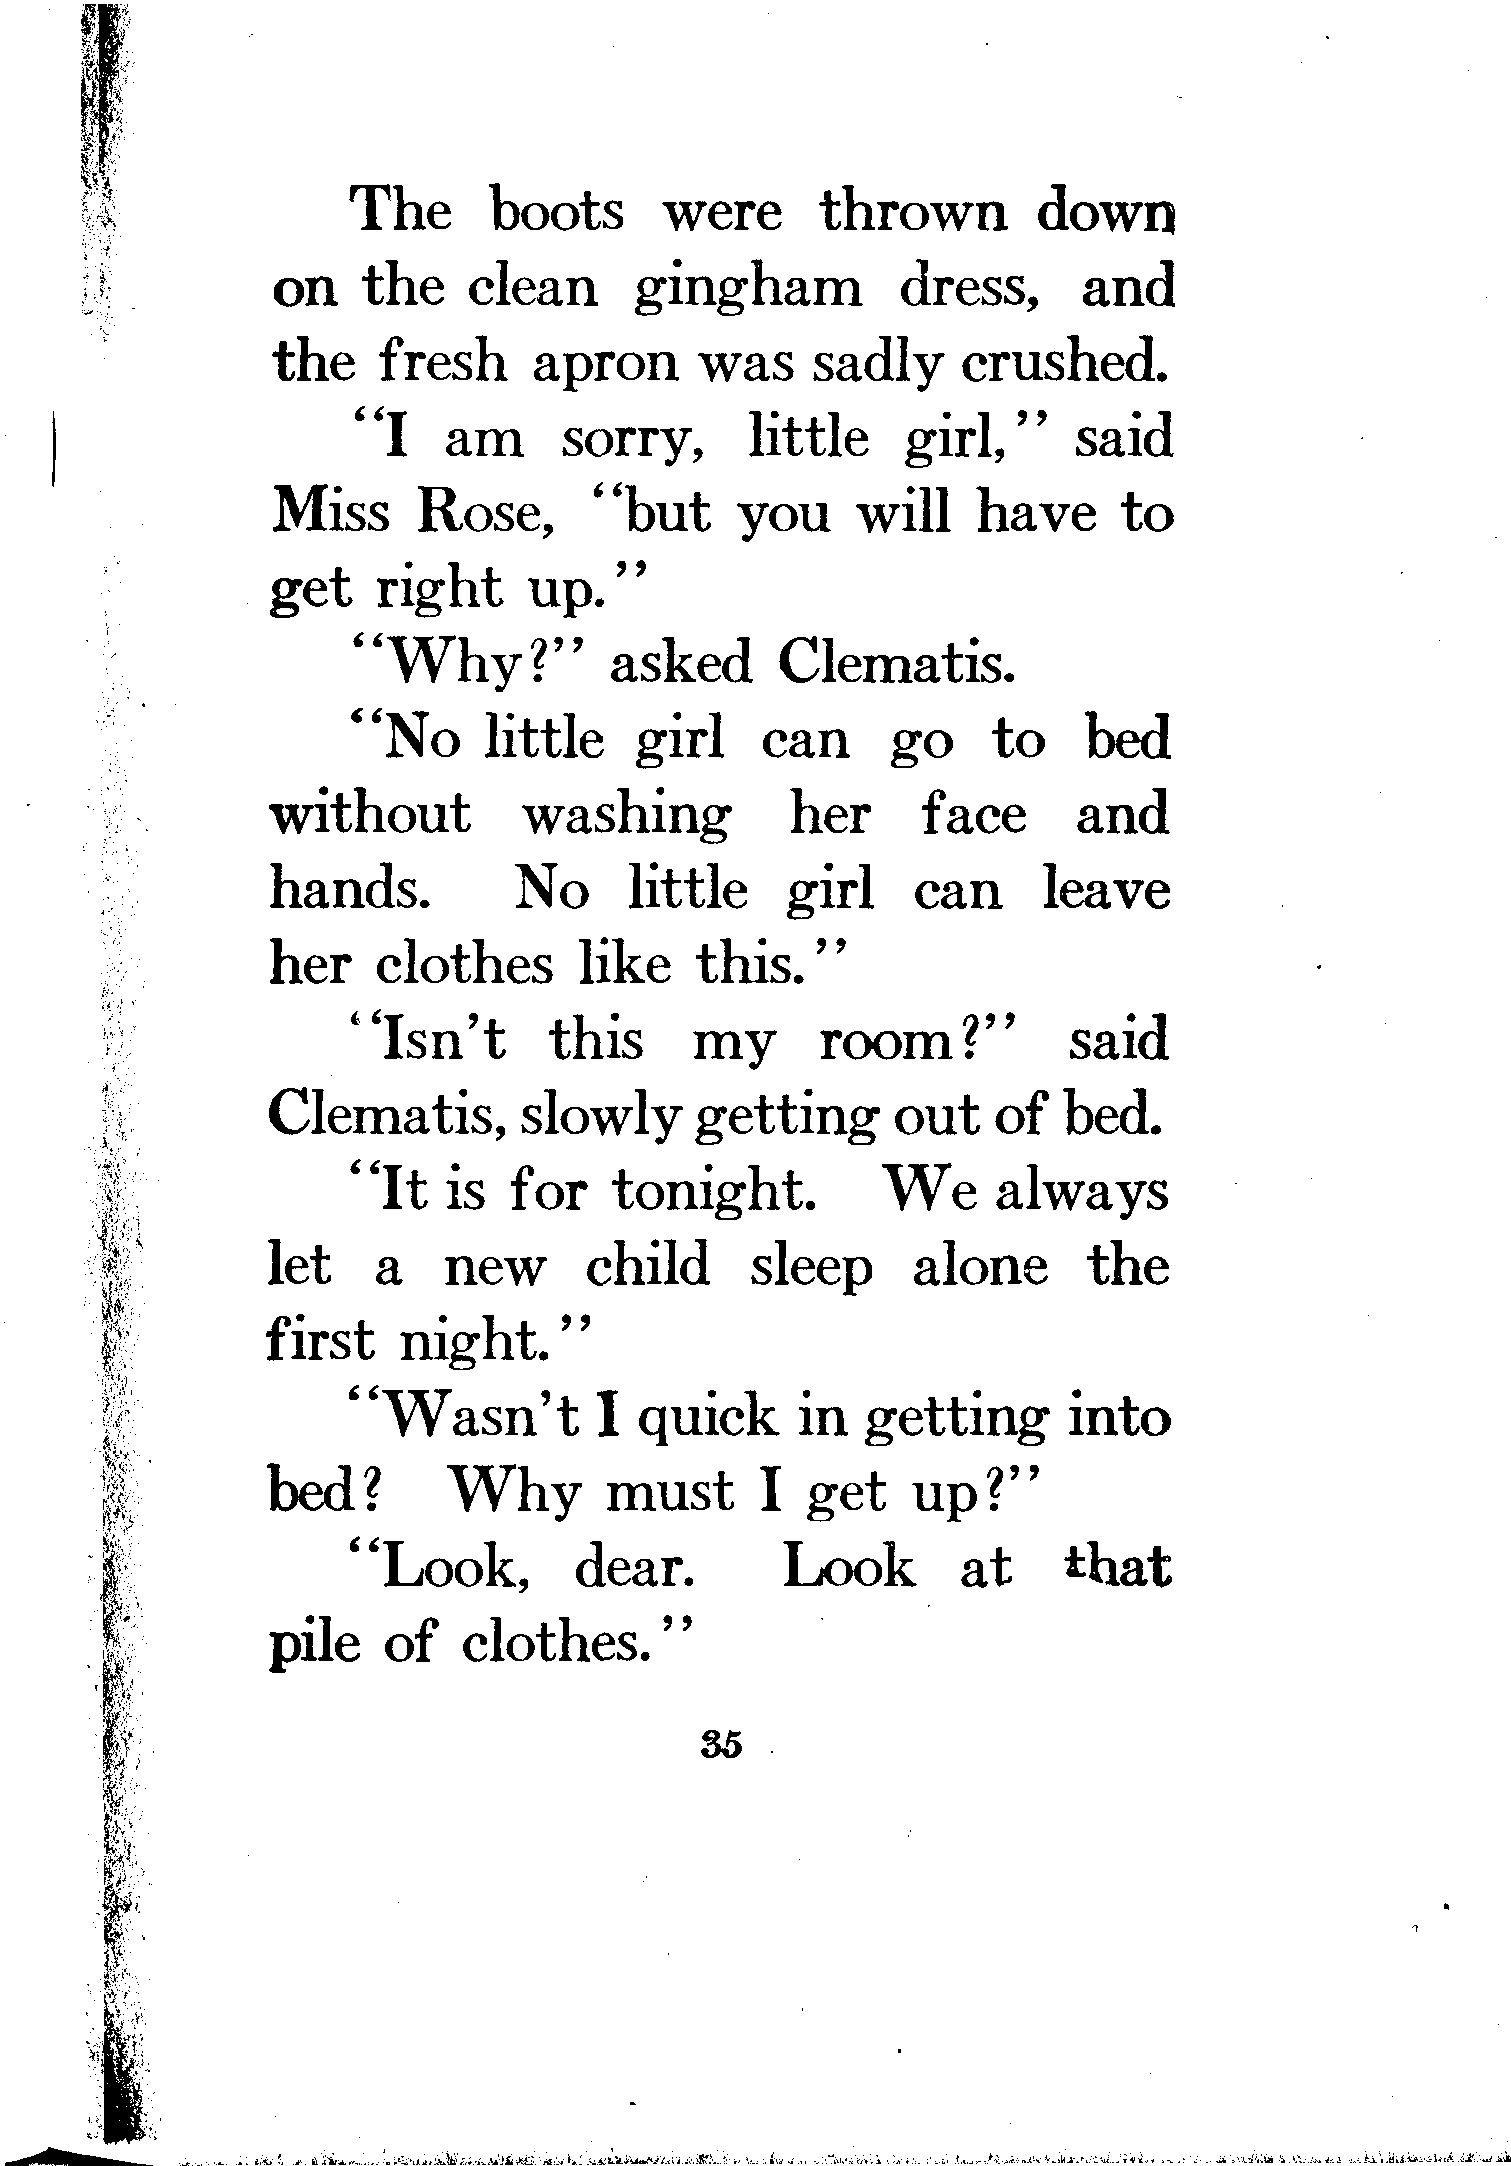 The boots were thrown down
on the clean gingham dress, and
the fresh apron was sadly crushed.
"I am sorry, little girl," said
Miss Rose, "but you will have to
get right up."
"Why?" asked Clematis.
"No little girl can go to bed
without washing her face and
hands. No little girl can leave
her clothes like this."
"Isn't this my room?" said
Clematis, slowly getting out of bed.
"It is for tonight. We always
let a new child sleep alone the
first night."
"Wasn't I quick in getting into
bed? Why must I get up?"
"Look, dear. Look at that
pile of clothes."
35